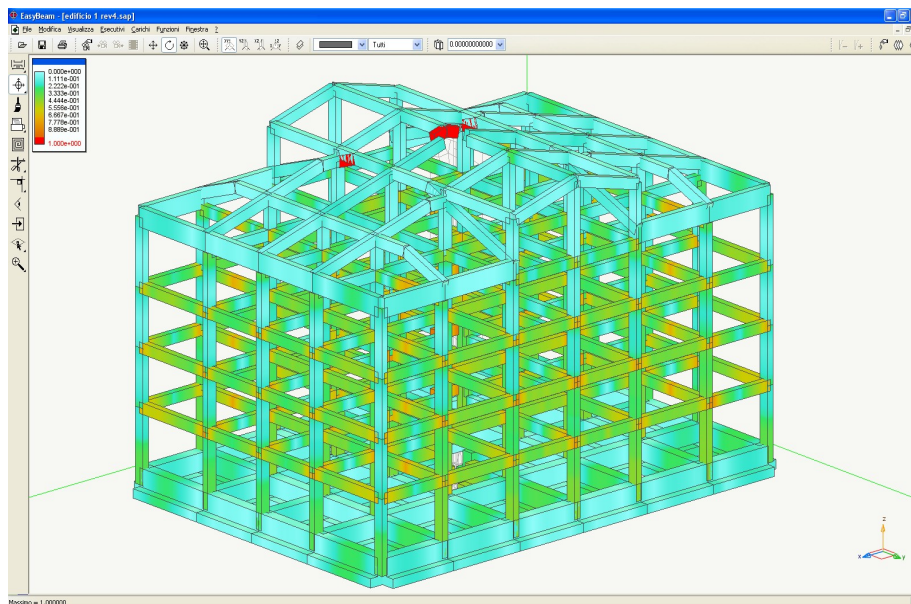 EasyBeam - [edificio 1 rev4.sap]
File Modifica Visualizza Esecutivi Carichi Funzioni Finestra ?
Tutti
0.00000000000
0.000e+000
1.111e-001
2.222e-001
3.333e-001
4.444e-001
5.556e-001
6.667e-001
7.778e-001
8.889e-001
1.000e+000
z
x
y
Massimo = 1.000000